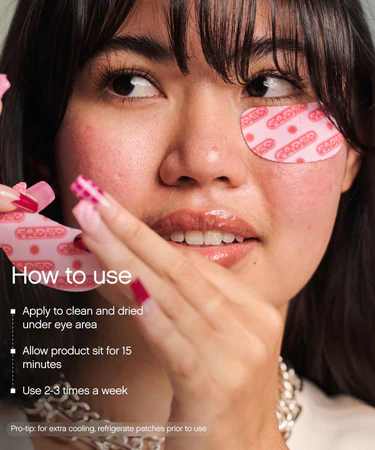 FADED
How to use
Apply to clean and dried
under eye area
Allow product sit for 15
minutes
Use 2-3 times a week
Pro-tip: for extra cooling, refrigerate patches prior to use